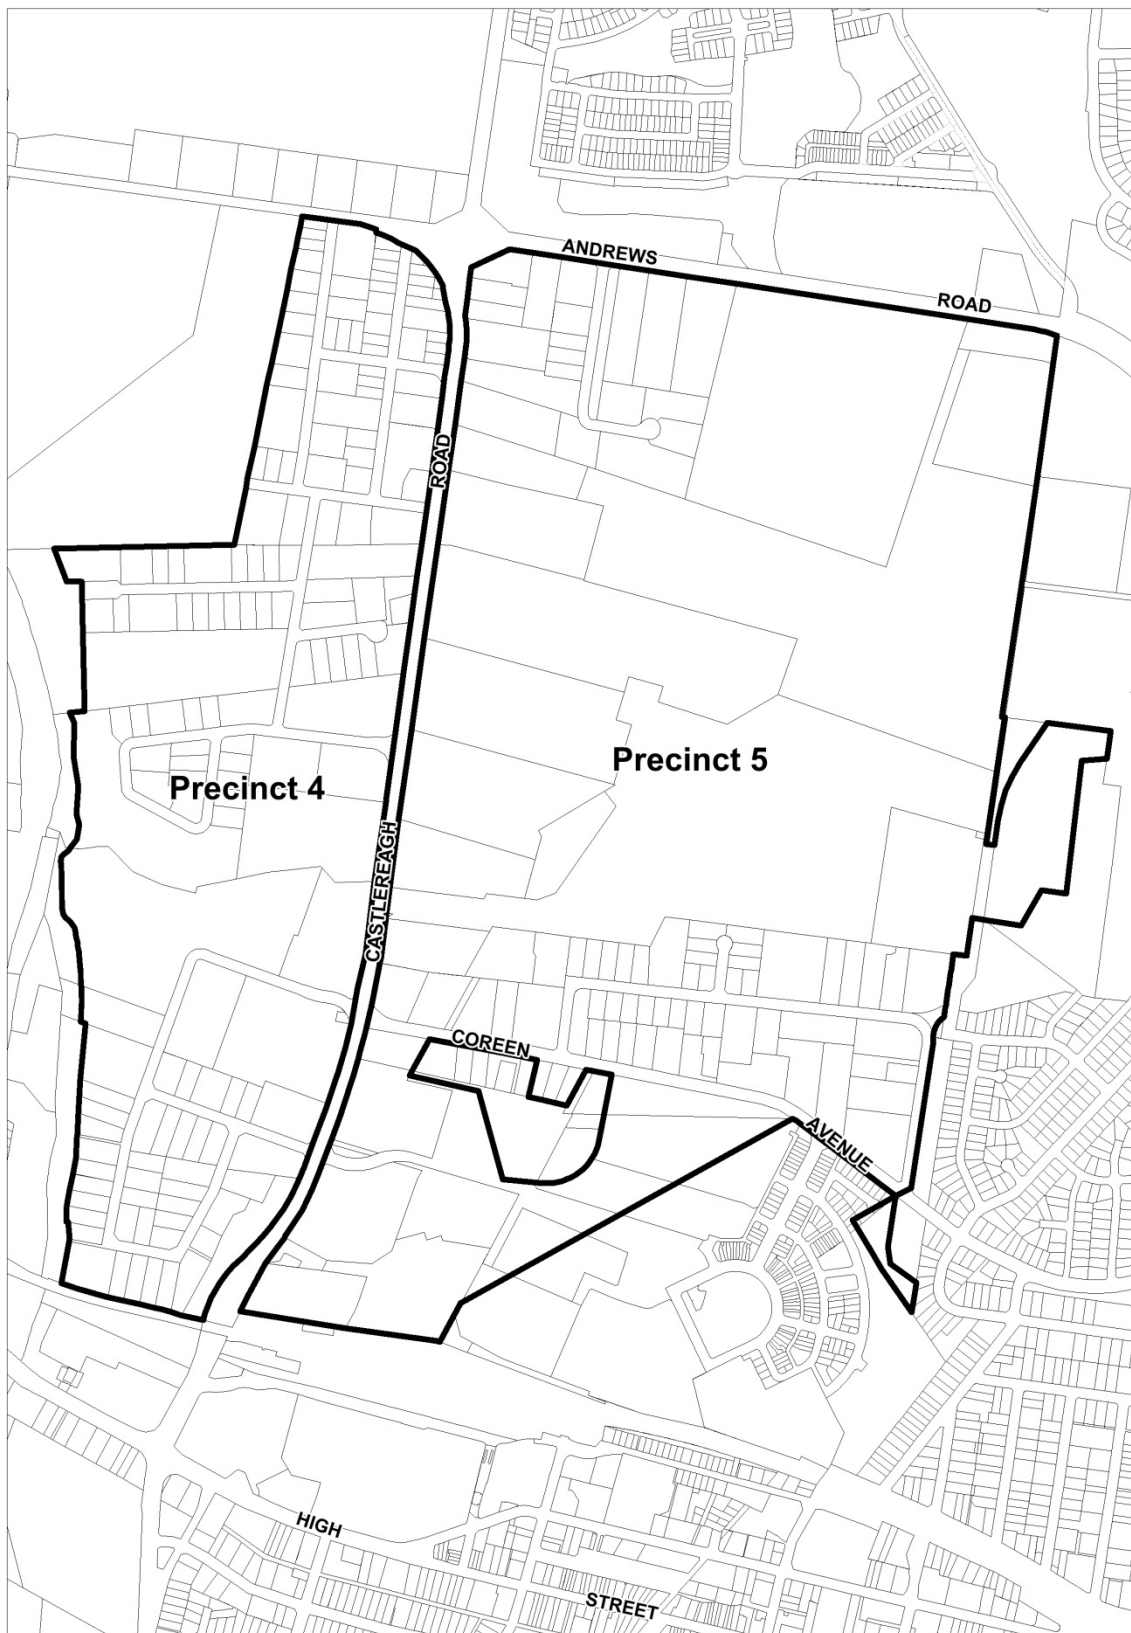 ANDREWS
ROAD
ROAD
Precinct 5
Precinct 4
CASTLEREAGH
COREEN
AVENUE
HIGH
STREET